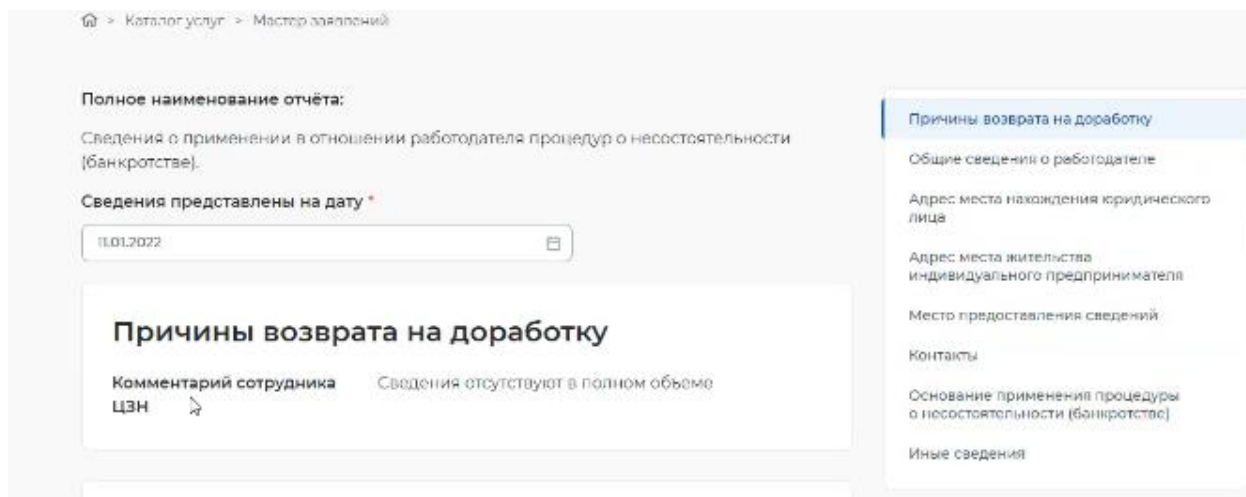 > Каталог услуг > Мастер заявлений
Полное наименование отчёта:
Сведения о применении в отношении работодателя процедур о несостоятельности
(банкротстве).
Сведения представлены на дату *
11.01.2022
Причины возврата на доработку
Комментарий сотрудника
ЦЗН
Сведения отсутствуют в полном объеме
Причины возврата на доработку
Общие сведения о работодателе
Адрес места нахождения юридического
лица
Адрес места жительства
индивидуального предпринимателя
Место предоставления сведений
Контакты
Основание применения процедуры
о несостоятельности (банкротстве)
Иные сведения